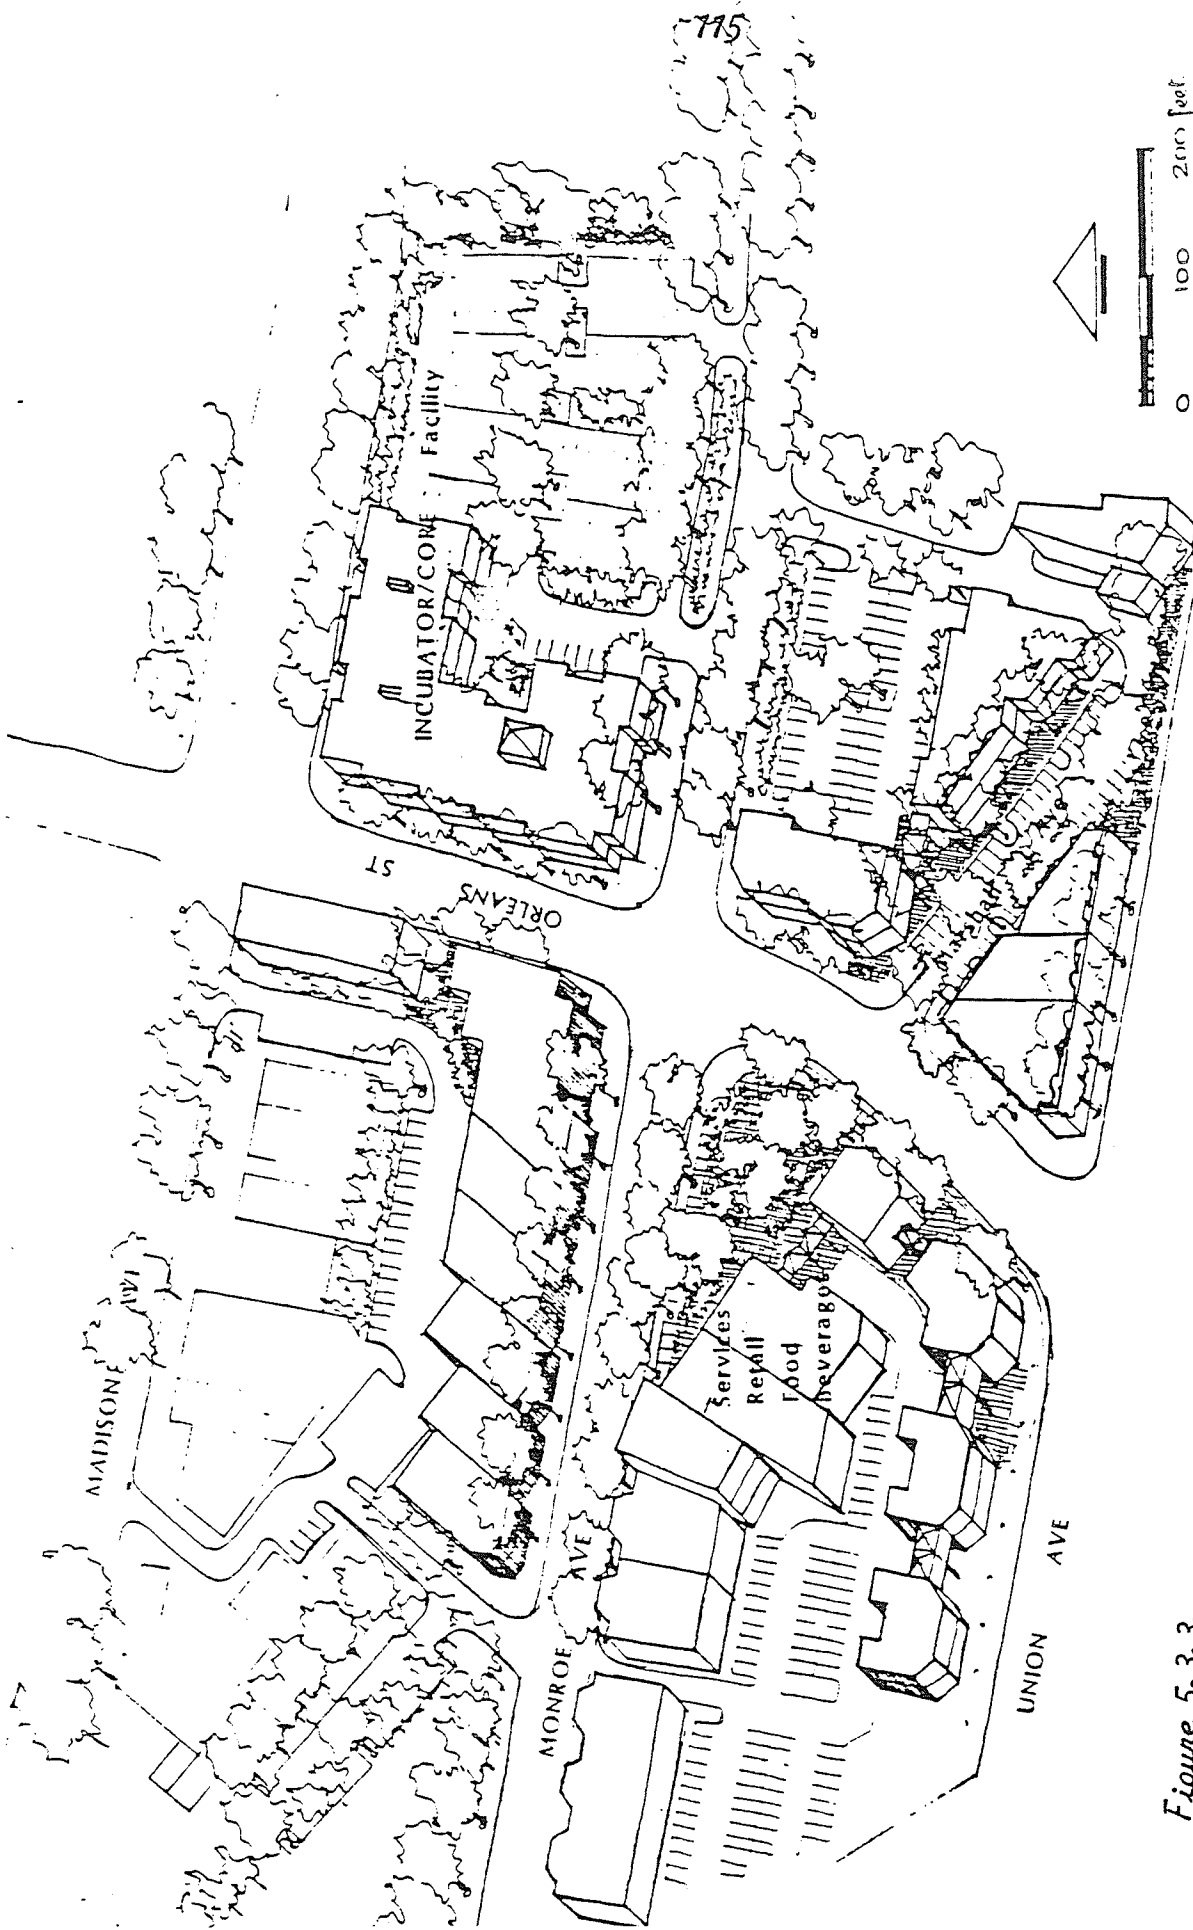 115
MADISON
ST
ORLEANS
INCUBATOR/CORE
Facility
MONROE AVE
Services
Retail
Food
beverage
UNION AVE
0 100 200 feet
Figure 5.3.3